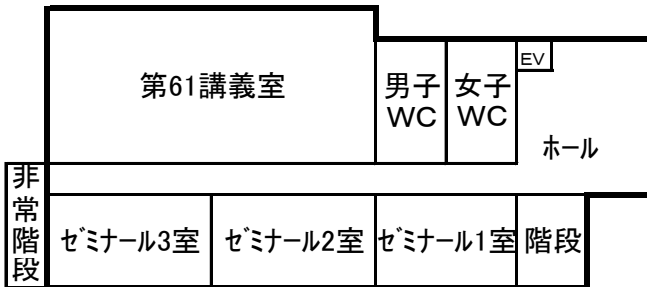 第61講義室
男子
WC
女子
WC
EV
ホール
非常階段
ゼミナール3室
ゼミナール2室
ゼミナール1室
階段